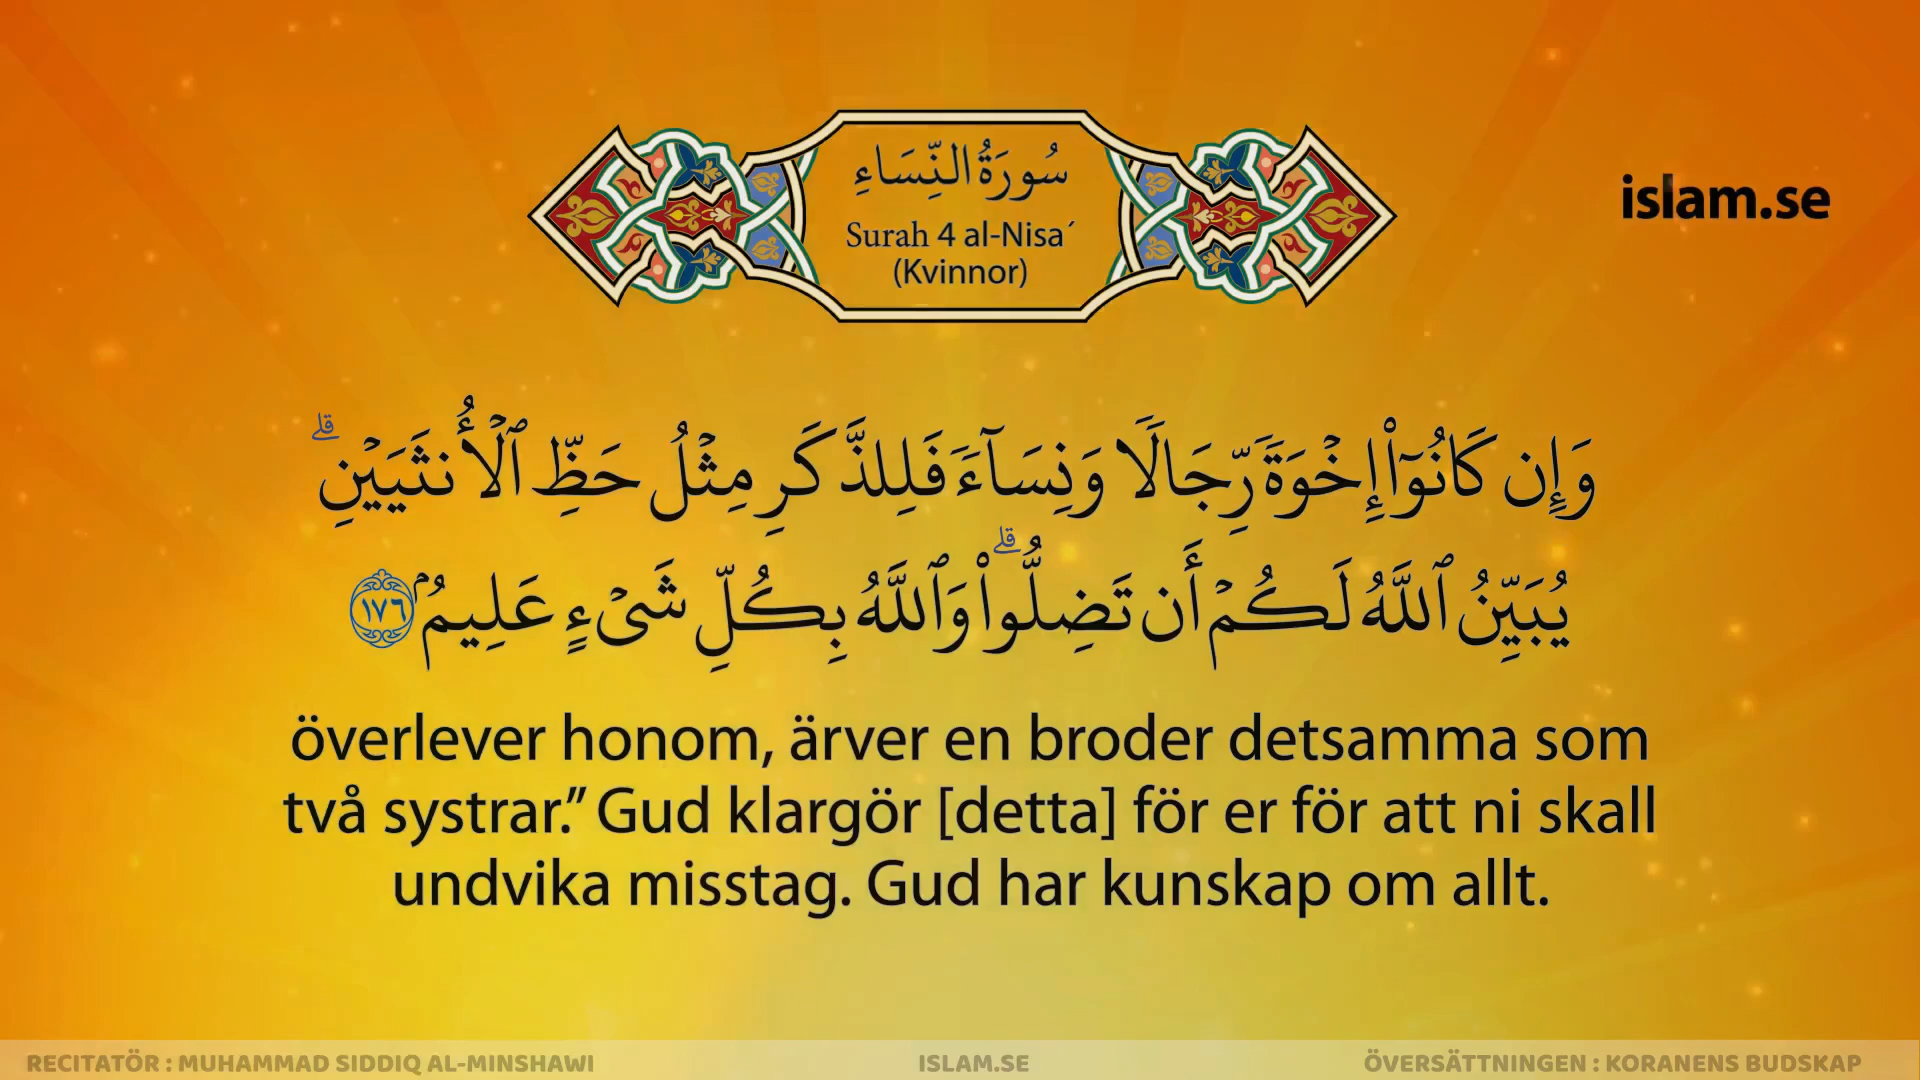 سُورَةُ النِّسَاءِ
Surah 4 al-Nisa´
(Kvinnor)
islam.se
وَإِن كَانُوٓا۟ إِخْوَةً رِّجَالًا وَنِسَآءً فَلِلذَّكَرِ مِثْلُ حَظِّ ٱلْأُنثَيَيْنِ ۗ
يُبَيِّنُ ٱللَّهُ لَكُمْ أَن تَضِلُّوا۟ ۗ وَٱللَّهُ بِكُلِّ شَىْءٍ عَلِيمٌۢ ١٧٦
överlever honom, ärver en broder detsamma som
två systrar.” Gud klargör [detta] för er för att ni skall
undvika misstag. Gud har kunskap om allt.
RECITATÖR : MUHAMMAD SIDDIQ AL-MINSHAWI
ISLAM.SE
ÖVERSÄTTNINGEN : KORANENS BUDSKAP